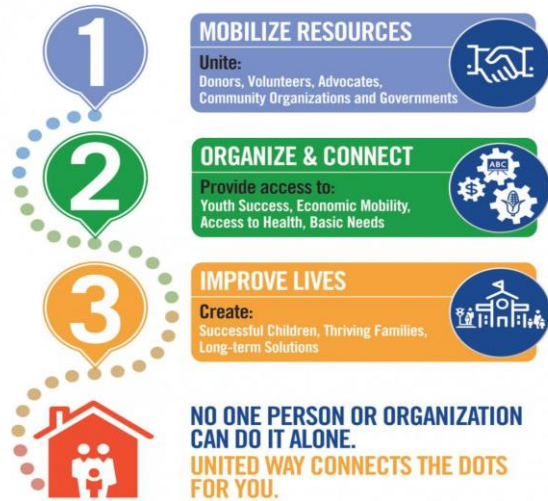 1
MOBILIZE RESOURCES
Unite:
Donors, Volunteers, Advocates,
Community Organizations and Governments
2
ORGANIZE & CONNECT
Provide access to:
Youth Success, Economic Mobility,
Access to Health, Basic Needs
ABC
$
3
IMPROVE LIVES
Create:
Successful Children, Thriving Families,
Long-term Solutions
NO ONE PERSON OR ORGANIZATION
CAN DO IT ALONE.
UNITED WAY CONNECTS THE DOTS
FOR YOU.